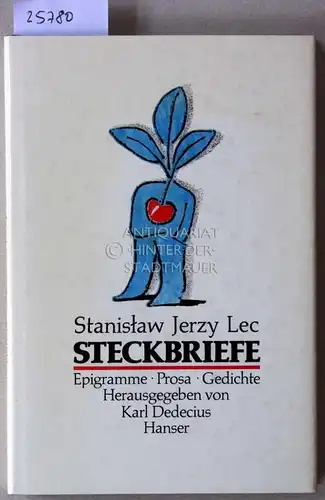 25780
ANTIQUARIAT
© HINTER DER
STADTMAUER
Stanisław Jerzy Lec
STECKBRIEFE
Epigramme · Prosa · Gedichte
Herausgegeben von
Karl Dedecius
Hanser